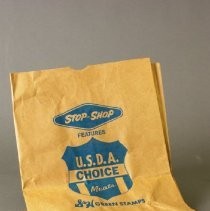 STOP-SHOP
FEATURES
U.S.D.A.
CHOICE
Meats
S&H GREEN STAMPS